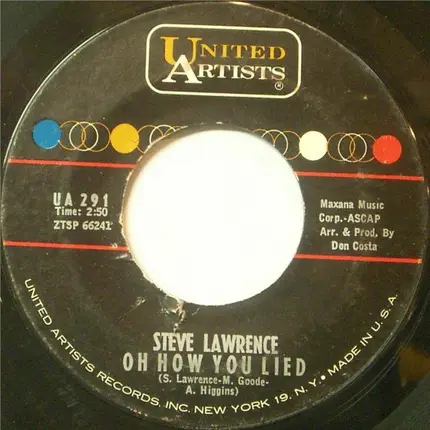 UNITED
ARTISTS
®
UA 291
Time: 2:50
ZTSP 66241
Maxana Music
Corp.-ASCAP
Arr. & Prod. By
Don Costa
STEVE LAWRENCE
OH HOW YOU LIED
(S. Lawrence-M. Goode-
A. Higgins)
UNITED ARTISTS RECORDS, INC. NEW YORK 19, N.Y. • MADE IN U.S.A.